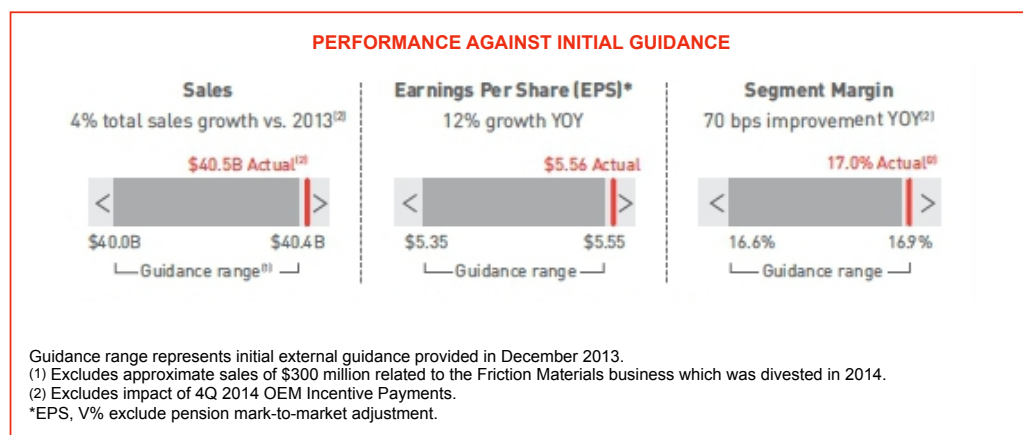 PERFORMANCE AGAINST INITIAL GUIDANCE
Sales
4% total sales growth vs. 2013(2)
$40.5B Actual(2)
< >
$40.0B $40.4B
Guidance range(1)
Earnings Per Share (EPS)*
12% growth YOY
$5.56 Actual
< >
$5.35 $5.55
Guidance range
Segment Margin
70 bps improvement YOY(2)
17.0% Actual(2)
< >
16.6% 16.9%
Guidance range
Guidance range represents initial external guidance provided in December 2013.
(1) Excludes approximate sales of $300 million related to the Friction Materials business which was divested in 2014.
(2) Excludes impact of 4Q 2014 OEM Incentive Payments.
*EPS, V% exclude pension mark-to-market adjustment.